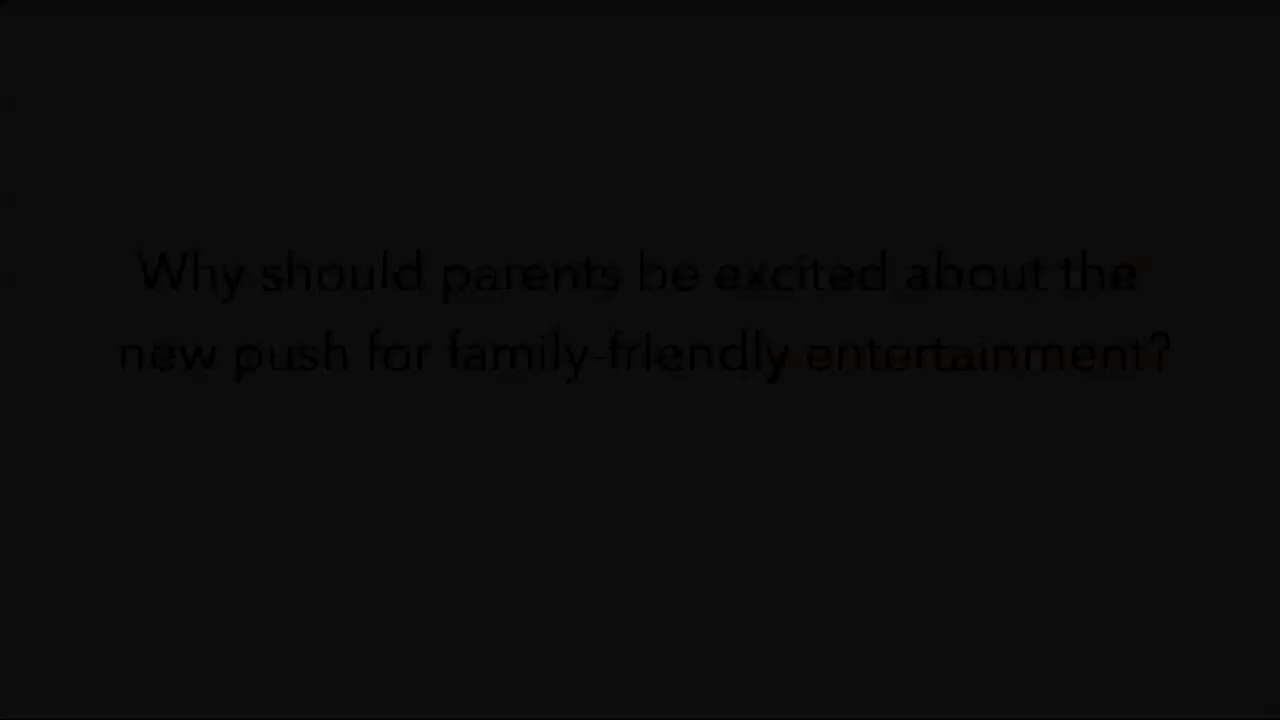 Why should parents be excited about the
new push for family-friendly entertainment?